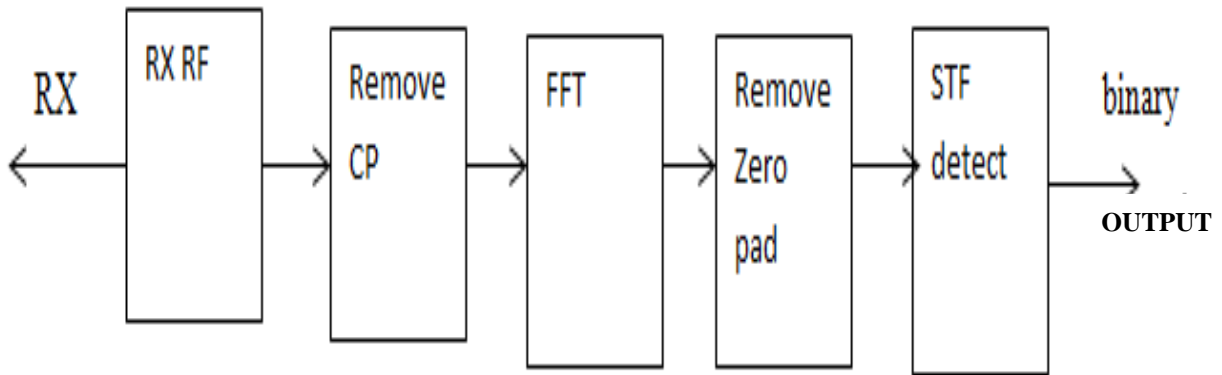 RX
RX RF
Remove
CP
FFT
Remove
Zero
pad
STF
detect
binary
OUTPUT